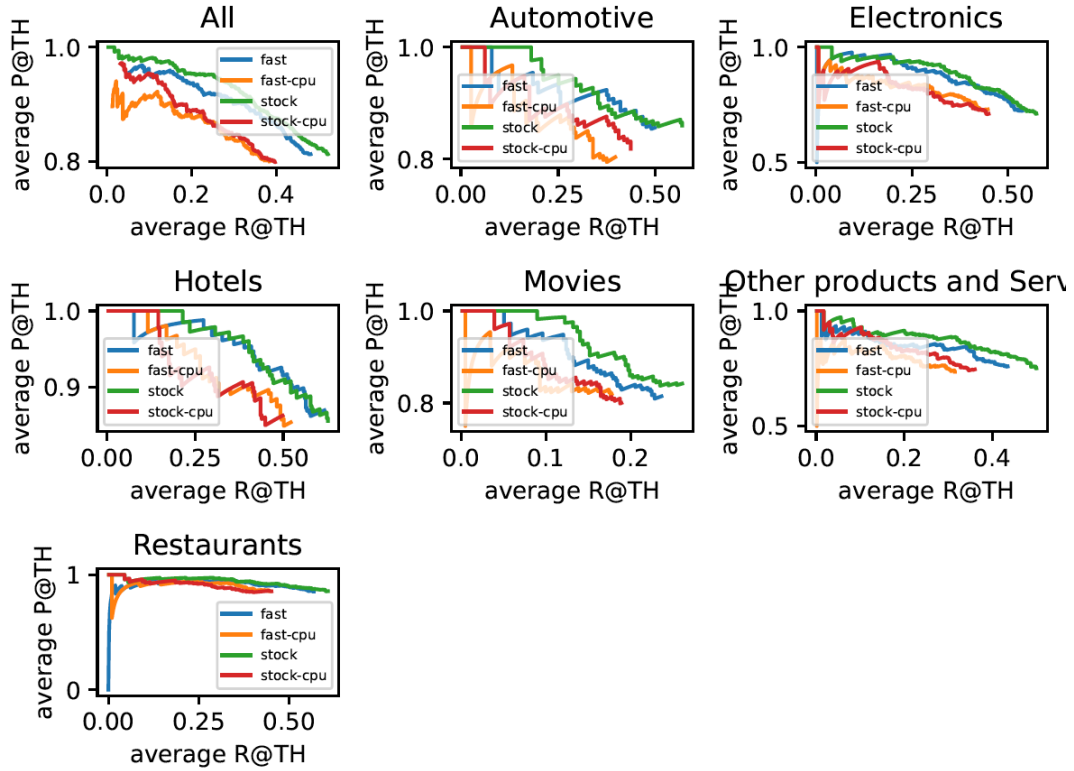 All
average P@TH
1.0
0.8
0.0
0.2
0.4
average R@TH
fast
fast-cpu
stock
stock-cpu
Automotive
average P@TH
1.0
0.9
0.8
0.00
0.25
0.50
average R@TH
fast
fast-cpu
stock
stock-cpu
Electronics
average P@TH
1.0
0.5
0.00
0.25
0.50
average R@TH
fast
fast-cpu
stock
stock-cpu
Hotels
average P@TH
1.0
0.9
0.00
0.25
0.50
average R@TH
fast
fast-cpu
stock
stock-cpu
Movies
average P@TH
1.0
0.8
0.0
0.1
0.2
average R@TH
fast
fast-cpu
stock
stock-cpu
Other products and Serv
average P@TH
1.0
0.5
0.0
0.2
0.4
average R@TH
fast
fast-cpu
stock
stock-cpu
Restaurants
average P@TH
1
0
0.00
0.25
0.50
average R@TH
fast
fast-cpu
stock
stock-cpu